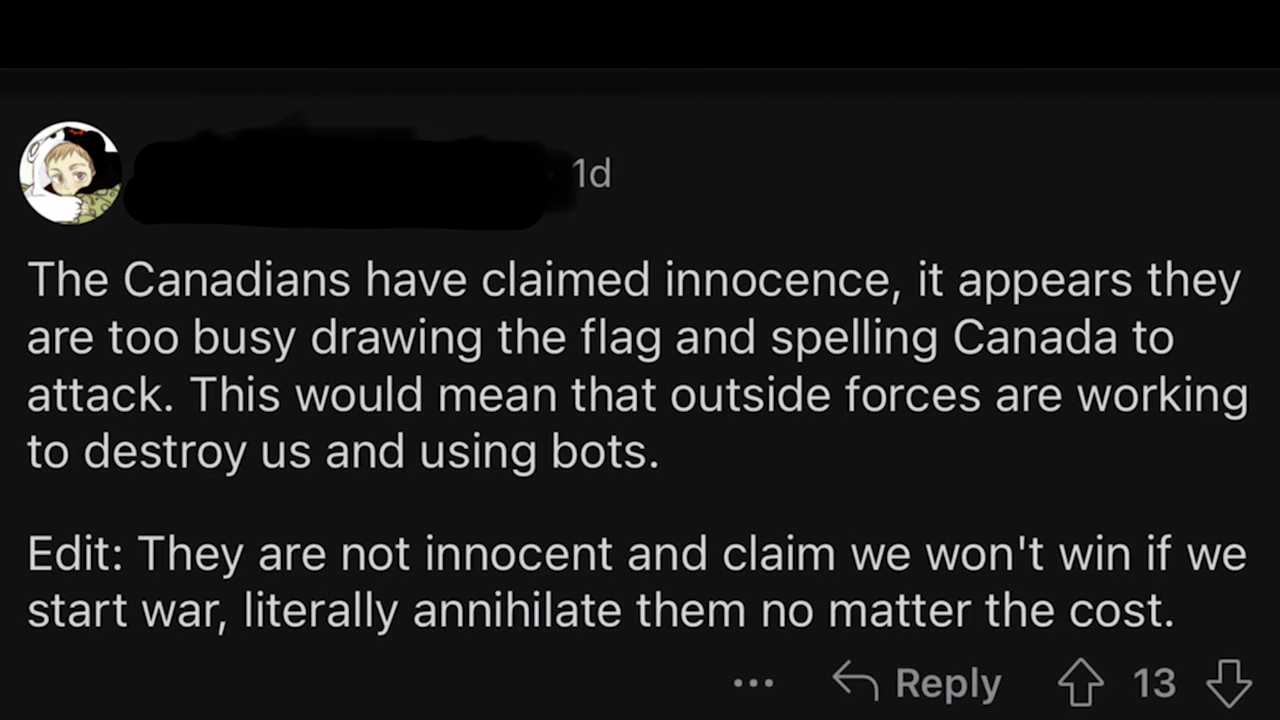 1d
The Canadians have claimed innocence, it appears they
are too busy drawing the flag and spelling Canada to
attack. This would mean that outside forces are working
to destroy us and using bots.
Edit: They are not innocent and claim we won't win if we
start war, literally annihilate them no matter the cost.
... Reply 13